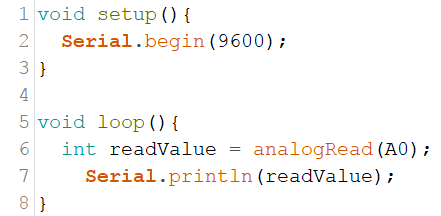 1 void setup(){
2   Serial.begin(9600);
3 }
4
5 void loop(){
6   int readValue = analogRead(A0);
7     Serial.println(readValue);
8 }